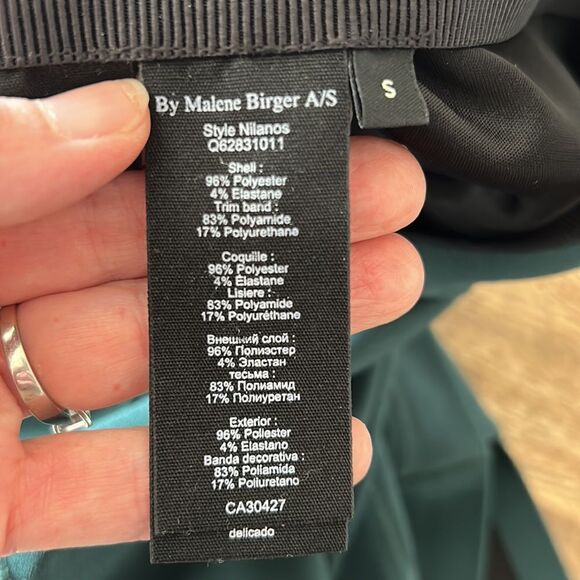 By Malene Birger A/S
S
Style Nilanos
Q62831011
Shell :
96% Polyester
4% Elastane
Trim band :
83% Polyamide
17% Polyurethane
Coquille :
96% Polyester
4% Élastane
Lisiere :
83% Polyamide
17% Polyuréthane
Внешний слой :
96% Полиэстер
4% Эластан
тесьма :
83% Полиамид
17% Полиуретан
Exterior :
96% Poliester
4% Elastano
Banda decorativa :
83% Poliamida
17% Poliuretano
CA30427
delicado